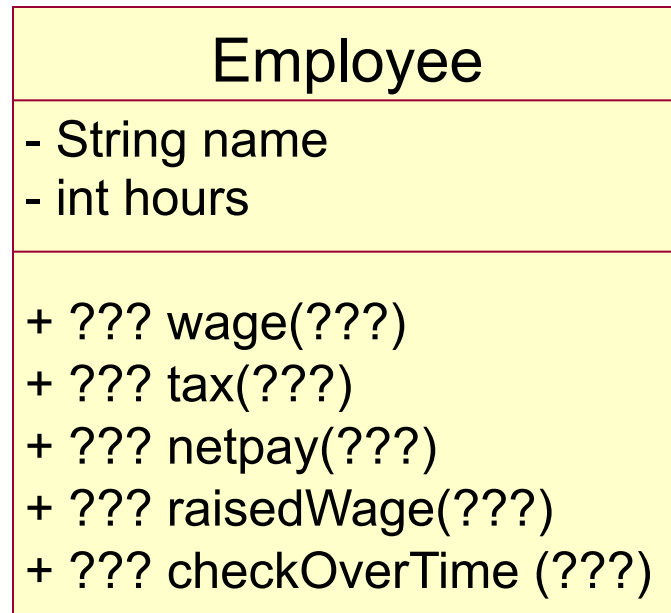 Employee
- String name
- int hours
+ ??? wage(???)
+ ??? tax(???)
+ ??? netpay(???)
+ ??? raisedWage(???)
+ ??? checkOverTime (???)